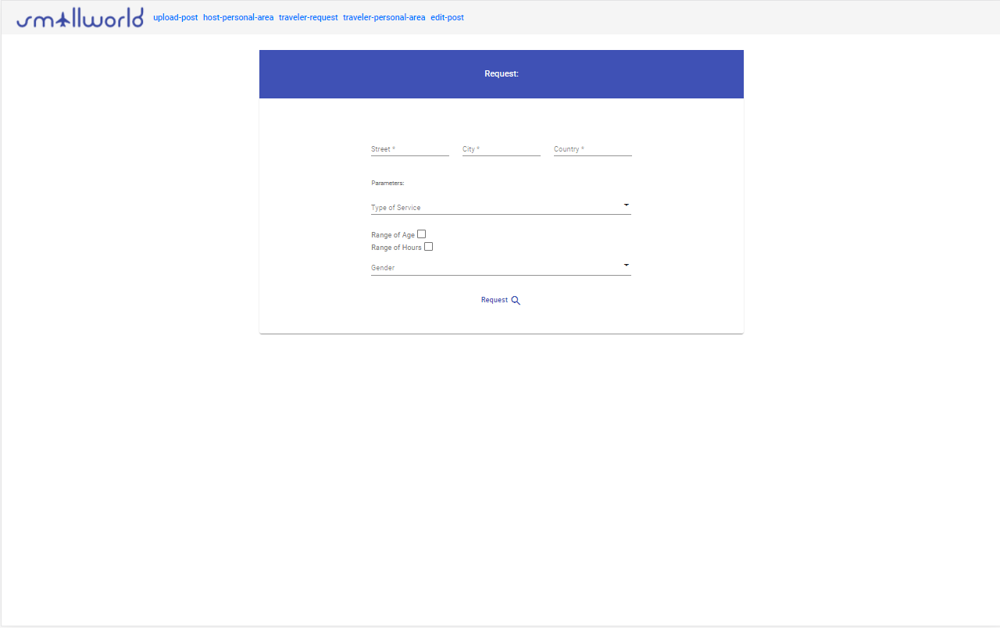 smallworld upload-post host-personal-area traveler-request traveler-personal-area edit-post
Request:
Street * City * Country *
Parameters:
Type of Service
Range of Age
Range of Hours
Gender
Request